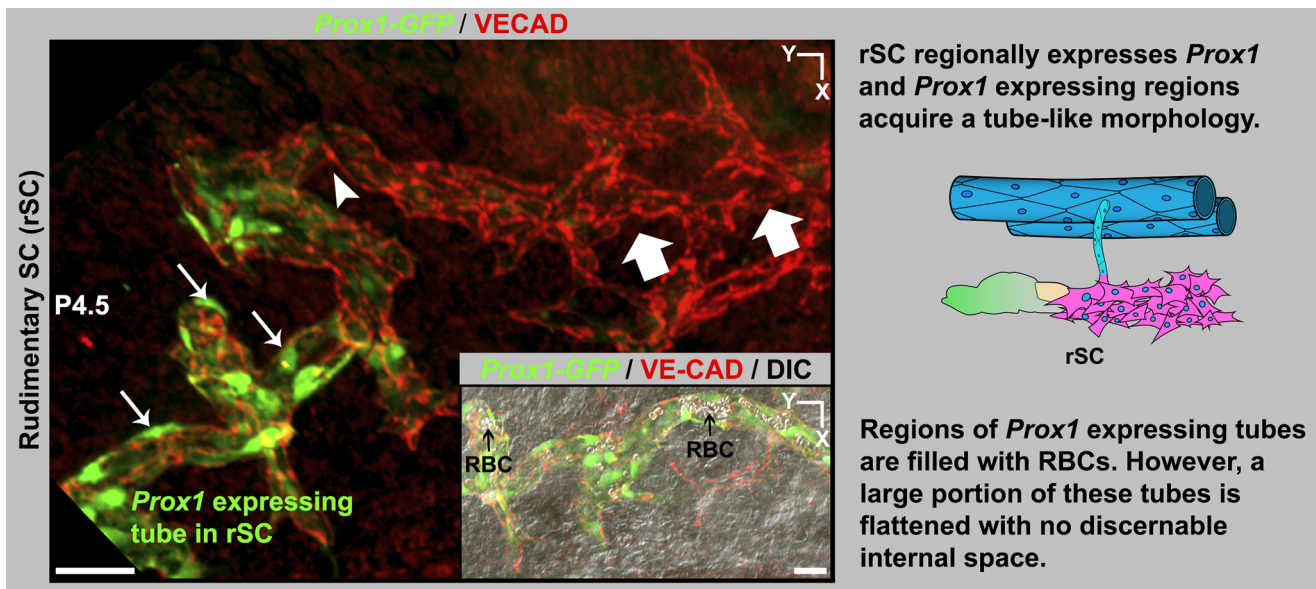 Prox1-GFP / VECAD
Rudimentary SC (rSC)
Y
X
P4.5
Prox1 expressing
tube in rSC
Prox1-GFP / VE-CAD / DIC
Y
X
RBC
RBC
rSC regionally expresses Prox1
and Prox1 expressing regions
acquire a tube-like morphology.
rSC
Regions of Prox1 expressing tubes
are filled with RBCs. However, a
large portion of these tubes is
flattened with no discernable
internal space.